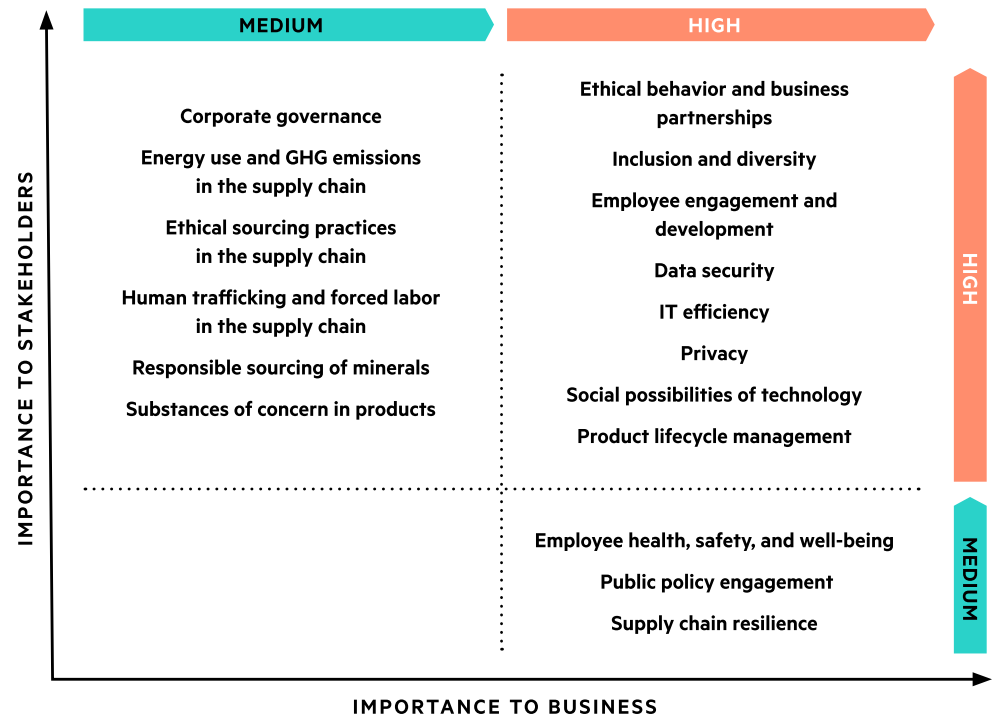 MEDIUM
HIGH
IMPORTANCE TO STAKEHOLDERS
Corporate governance
Energy use and GHG emissions
in the supply chain
Ethical sourcing practices
in the supply chain
Human trafficking and forced labor
in the supply chain
Responsible sourcing of minerals
Substances of concern in products
Ethical behavior and business
partnerships
Inclusion and diversity
Employee engagement and
development
Data security
IT efficiency
Privacy
Social possibilities of technology
Product lifecycle management
HIGH
Employee health, safety, and well-being
Public policy engagement
Supply chain resilience
MEDIUM
IMPORTANCE TO BUSINESS